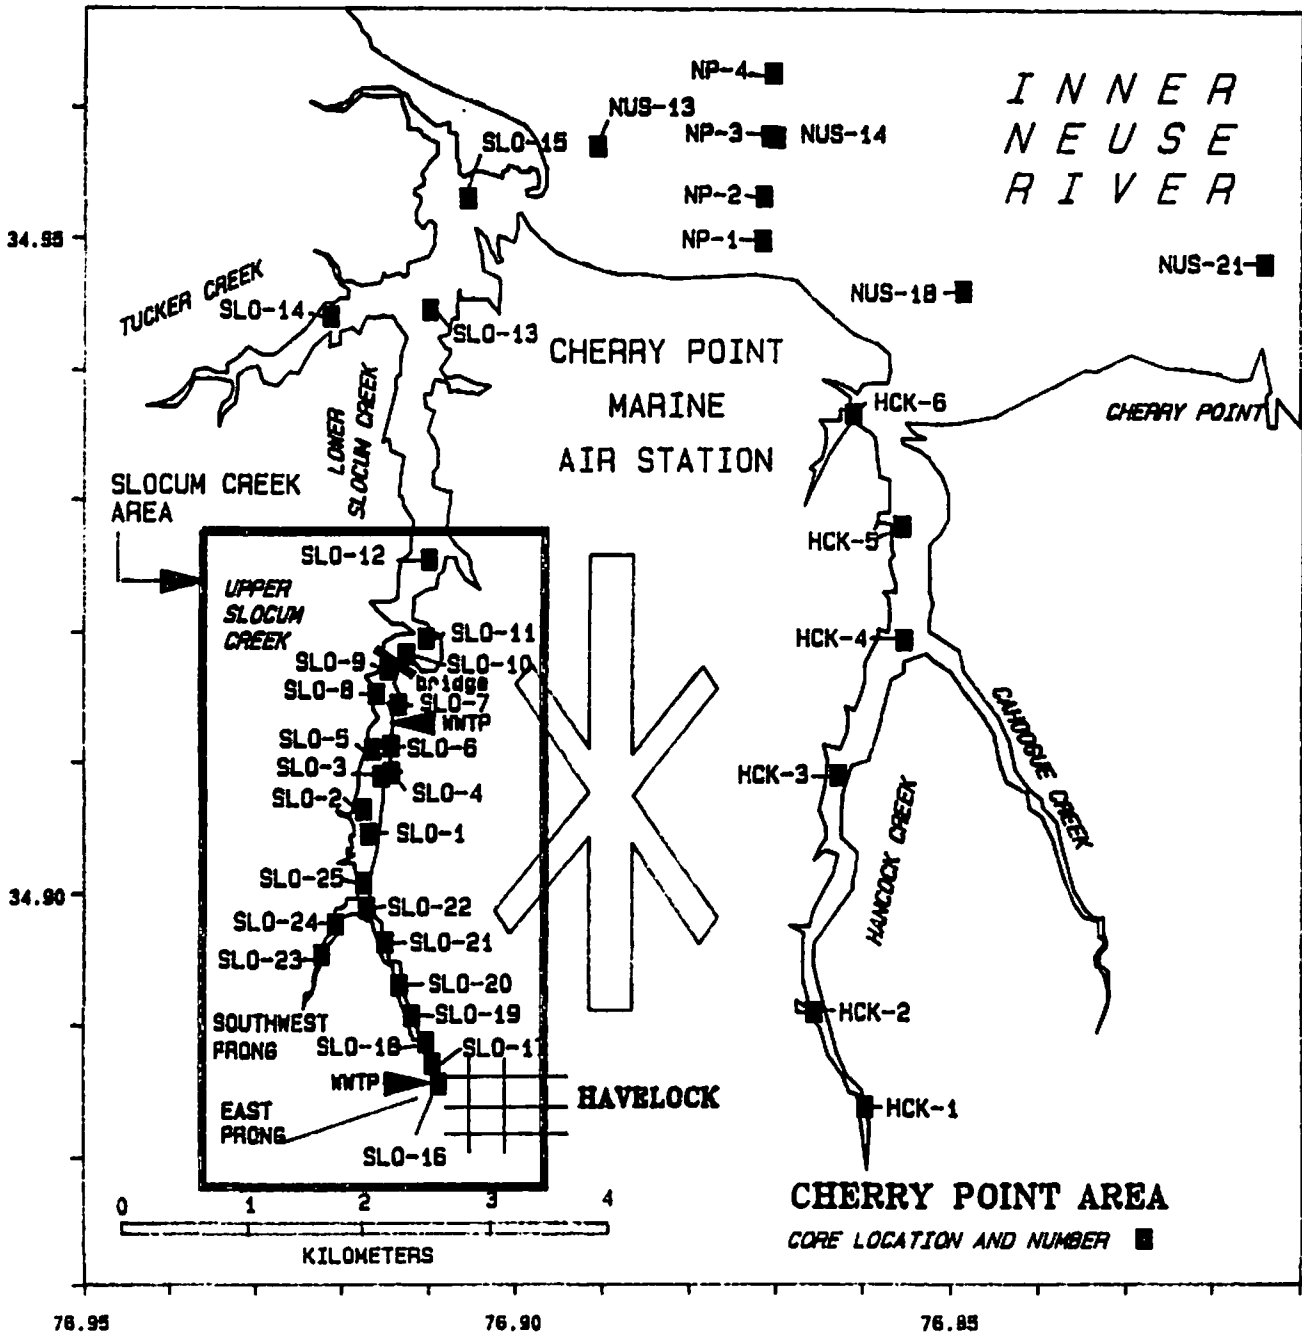 NP-4
INNER
NUS-13
NEUSE
NP-3
NUS-14
SLO-15
RIVER
NP-2
34.95
NP-1
NUS-21
TUCKER CREEK
NUS-18
SLO-14
SLO-13
CHERRY POINT
MARINE
AIR STATION
HCK-6
CHERRY POINT
LOWER
SLOCUM CREEK
SLOCUM CREEK
AREA
HCK-5
SLO-12
UPPER
SLOCUM
CREEK
SLO-11
HCK-4
SLO-9
SLO-10
bridge
SLO-8
SLO-7
CAHOOGUE CREEK
WWTP
SLO-5
SLO-6
SLO-3
HCK-3
SLO-4
SLO-2
SLO-1
HANCOCK CREEK
SLO-25
34.90
SLO-22
SLO-24
SLO-21
SLO-23
SLO-20
HCK-2
SLO-19
SOUTHWEST
PRONG
SLO-18
SLO-17
WWTP
HAVELOCK
EAST
PRONG
HCK-1
SLO-16
CHERRY POINT AREA
0 1 2 3 4
CORE LOCATION AND NUMBER
KILOMETERS
76.95 76.90 76.85